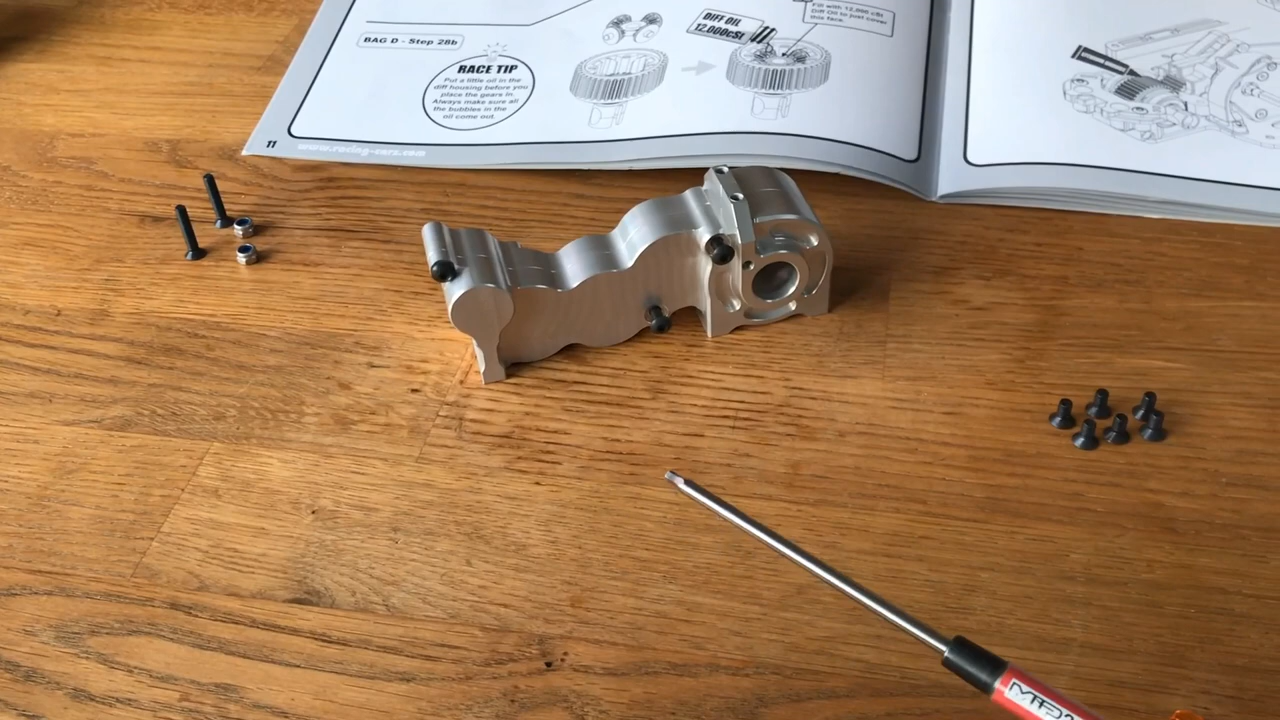 BAG D - Step 28b
RACE TIP
Put a little oil in the
diff housing before you
place the gears in.
Always make sure all
the bubbles in the
oil come out.
DIFF OIL
12.000cSt
Fill with 12.000 cSt
Diff Oil to just cover
this face.
11
www.racing-cars.com